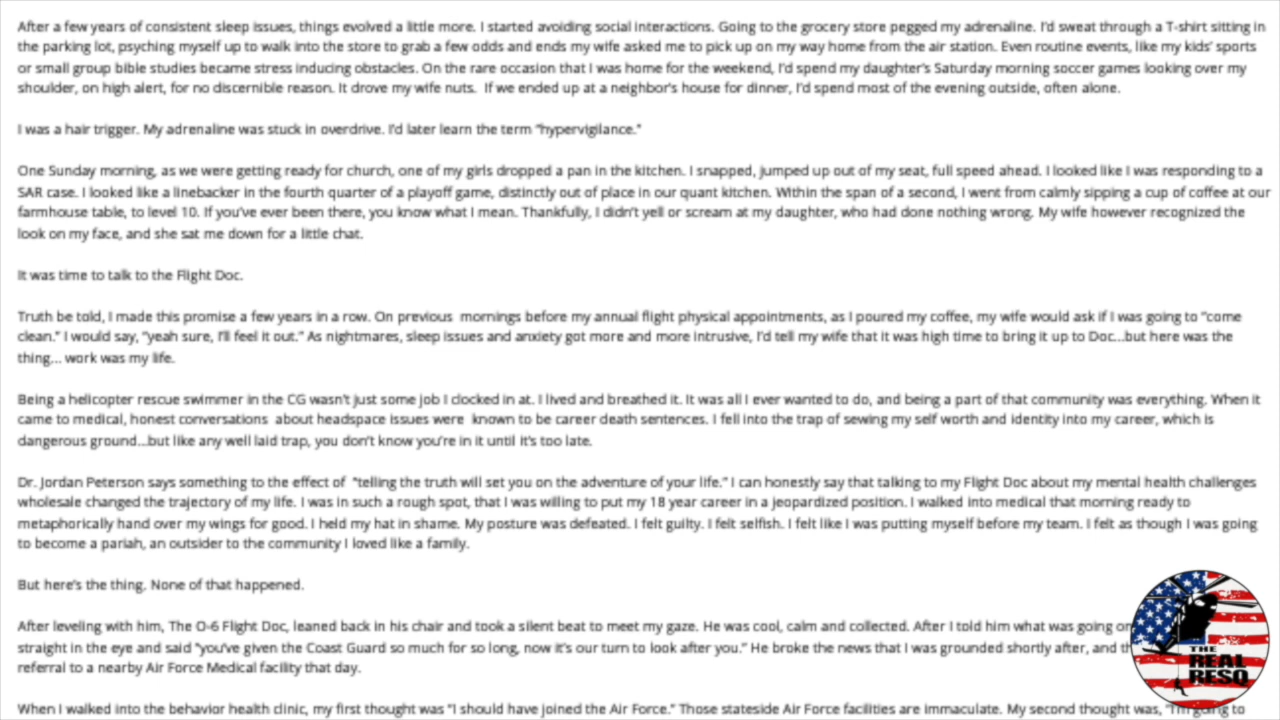 After a few years of consistent sleep issues, things evolved a little more. I started avoiding social interactions. Going to the grocery store pegged my adrenaline. I'd sweat through a T-shirt sitting in
the parking lot, psyching myself up to walk into the store to grab a few odds and ends my wife asked me to pick up on my way home from the air station. Even routine events, like my kids' sports
or small group bible studies became stress inducing obstacles. On the rare occasion that I was home for the weekend, I'd spend my daughter's Saturday morning soccer games looking over my
shoulder, on high alert, for no discernible reason. It drove my wife nuts.  If we ended up at a neighbor's house for dinner, I'd spend most of the evening outside, often alone.
I was a hair trigger. My adrenaline was stuck in overdrive. I'd later learn the term "hypervigilance."
One Sunday morning, as we were getting ready for church, one of my girls dropped a pan in the kitchen. I snapped, jumped up out of my seat, full speed ahead. I looked like I was responding to a
SAR case. I looked like a linebacker in the fourth quarter of a playoff game, distinctly out of place in our quant kitchen. Within the span of a second, I went from calmly sipping a cup of coffee at our
farmhouse table, to level 10. If you've ever been there, you know what I mean. Thankfully, I didn't yell or scream at my daughter, who had done nothing wrong. My wife however recognized the
look on my face, and she sat me down for a little chat.
It was time to talk to the Flight Doc.
Truth be told, I made this promise a few years in a row. On previous  mornings before my annual flight physical appointments, as I poured my coffee, my wife would ask if I was going to "come
clean." I would say, "yeah sure, I'll feel it out." As nightmares, sleep issues and anxiety got more and more intrusive, I'd tell my wife that it was high time to bring it up to Doc...but here was the
thing... work was my life.
Being a helicopter rescue swimmer in the CG wasn't just some job I clocked in at. I lived and breathed it. It was all I ever wanted to do, and being a part of that community was everything. When it
came to medical, honest conversations  about headspace issues were  known to be career death sentences. I fell into the trap of sewing my self worth and identity into my career, which is
dangerous ground...but like any well laid trap, you don't know you're in it until it's too late.
Dr. Jordan Peterson says something to the effect of  "telling the truth will set you on the adventure of your life." I can honestly say that talking to my Flight Doc about my mental health challenges
wholesale changed the trajectory of my life. I was in such a rough spot, that I was willing to put my 18 year career in a jeopardized position. I walked into medical that morning ready to
metaphorically hand over my wings for good. I held my hat in shame. My posture was defeated. I felt guilty. I felt selfish. I felt like I was putting myself before my team. I felt as though I was going
to become a pariah, an outsider to the community I loved like a family.
But here's the thing. None of that happened.
After leveling with him, The O-6 Flight Doc, leaned back in his chair and took a silent beat to meet my gaze. He was cool, calm and collected. After I told him what was going on
straight in the eye and said "you've given the Coast Guard so much for so long, now it's our turn to look after you." He broke the news that I was grounded shortly after, and
referral to a nearby Air Force Medical facility that day.
When I walked into the behavior health clinic, my first thought was "I should have joined the Air Force." Those stateside Air Force facilities are immaculate. My second thought was, "I'm going to
THE
REAL
RESQ